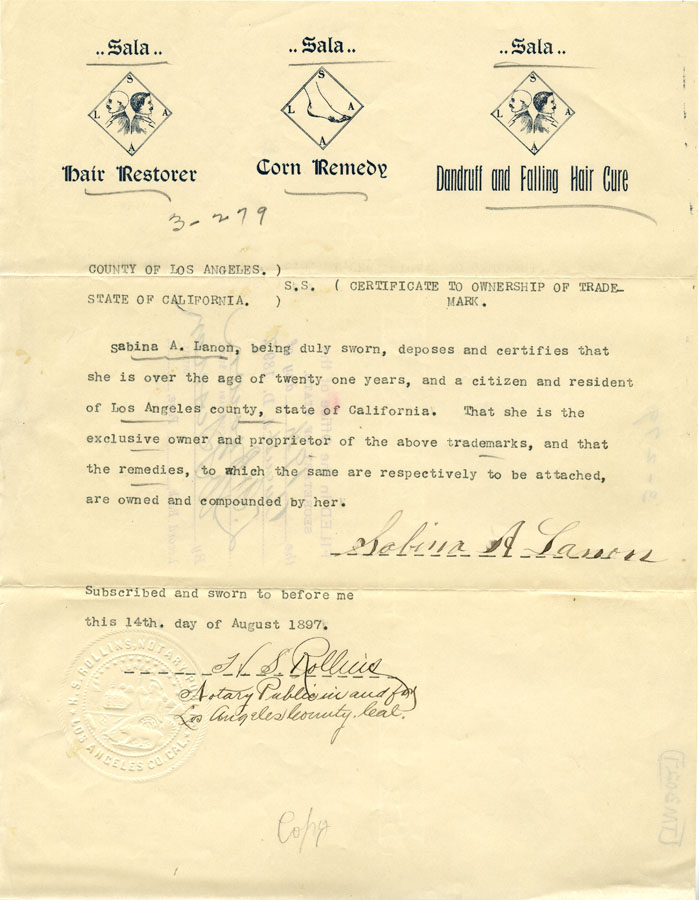 ..Sala.. ..Sala.. ..Sala..
S S S
L A L A L A
A A A
Hair Restorer Corn Remedy Dandruff and Falling Hair Cure
3-279
COUNTY OF LOS ANGELES. )
S.S. ( CERTIFICATE TO OWNERSHIP OF TRADE-
STATE OF CALIFORNIA. ) MARK.
Sabina A. Lanon, being duly sworn, deposes and certifies that
she is over the age of twenty one years, and a citizen and resident
of Los Angeles county, state of California. That she is the
exclusive owner and proprietor of the above trademarks, and that
the remedies, to which the same are respectively to be attached,
are owned and compounded by her.
Sabina A Lanon
Subscribed and sworn to before me
this 14th. day of August 1897.
H S Rollins
Notary Public in and for
Los Angeles County. Cal.
H.S. ROLLINS, NOTARY
LOS ANGELES CO CAL.
Copy